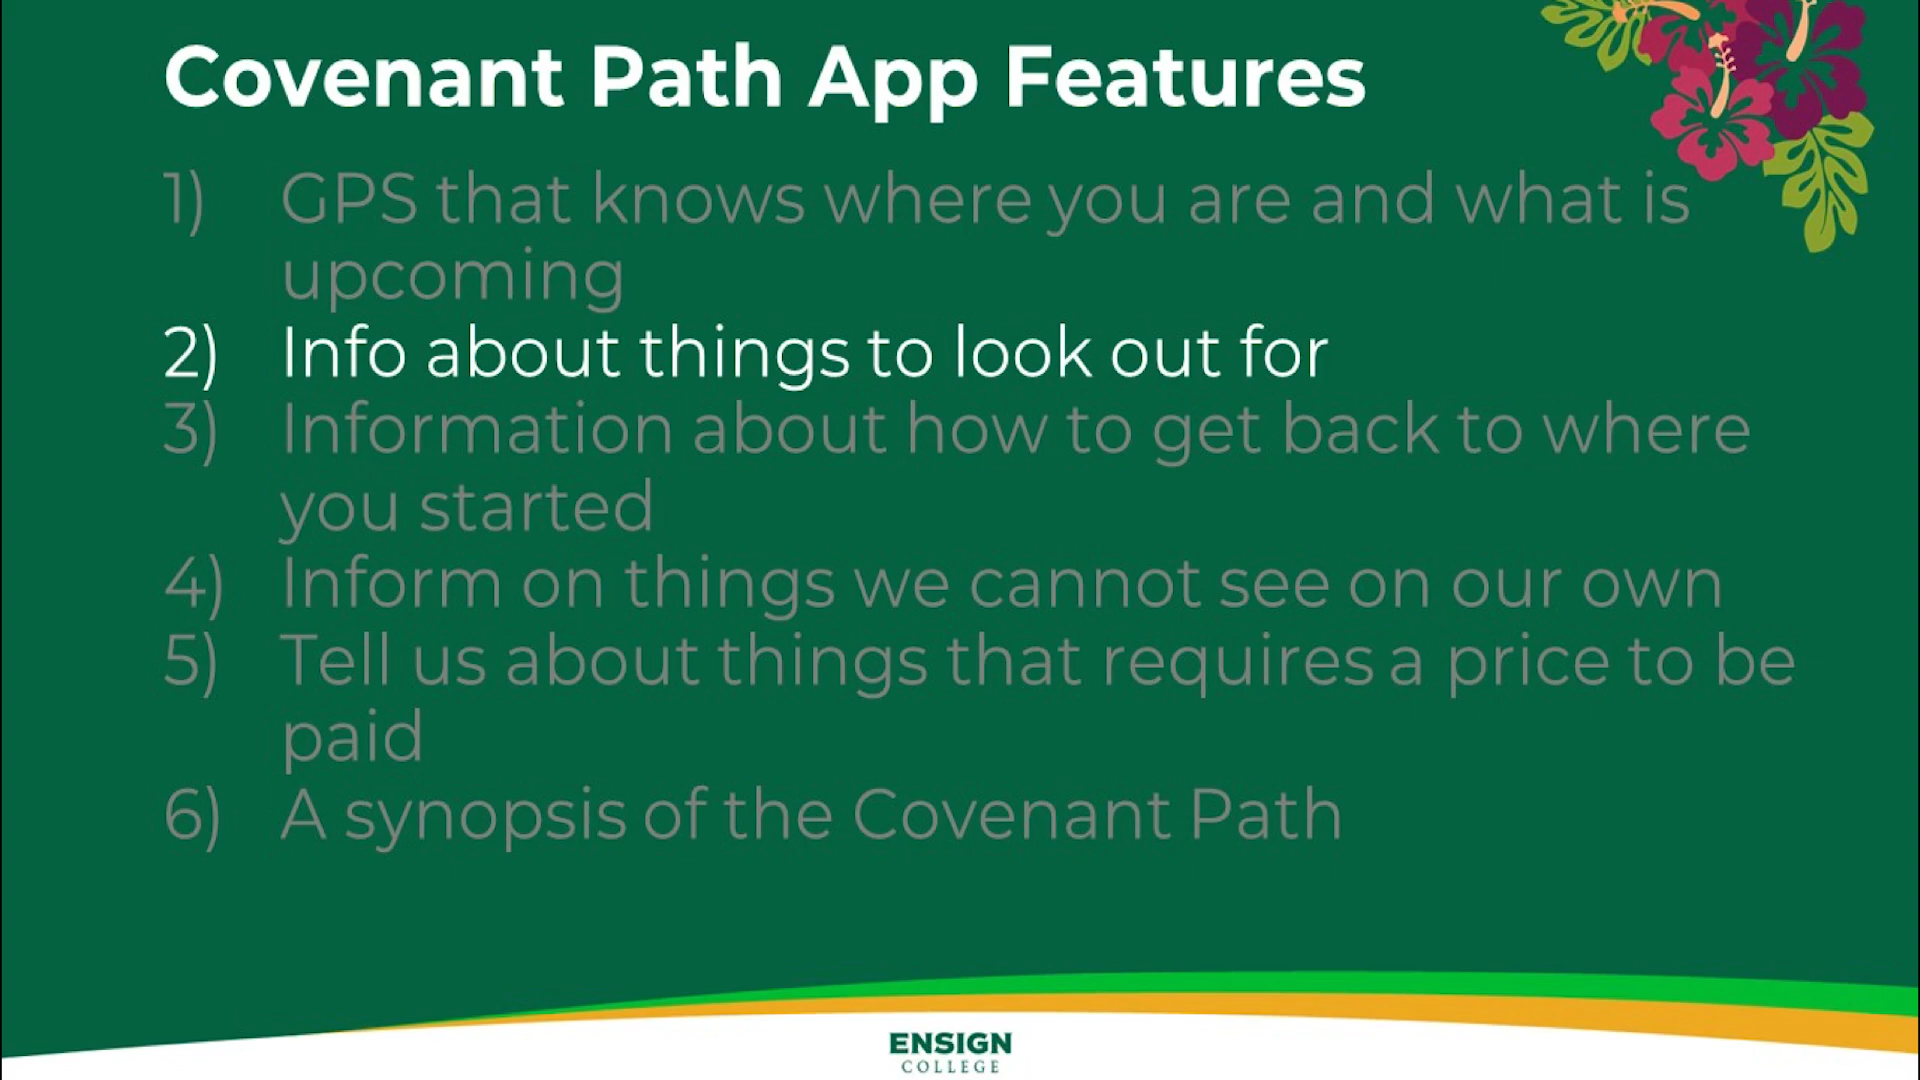 Covenant Path App Features
1) GPS that knows where you are and what is
upcoming
2) Info about things to look out for
3) Information about how to get back to where
you started
4) Inform on things we cannot see on our own
5) Tell us about things that requires a price to be
paid
6) A synopsis of the Covenant Path
ENSIGN
COLLEGE